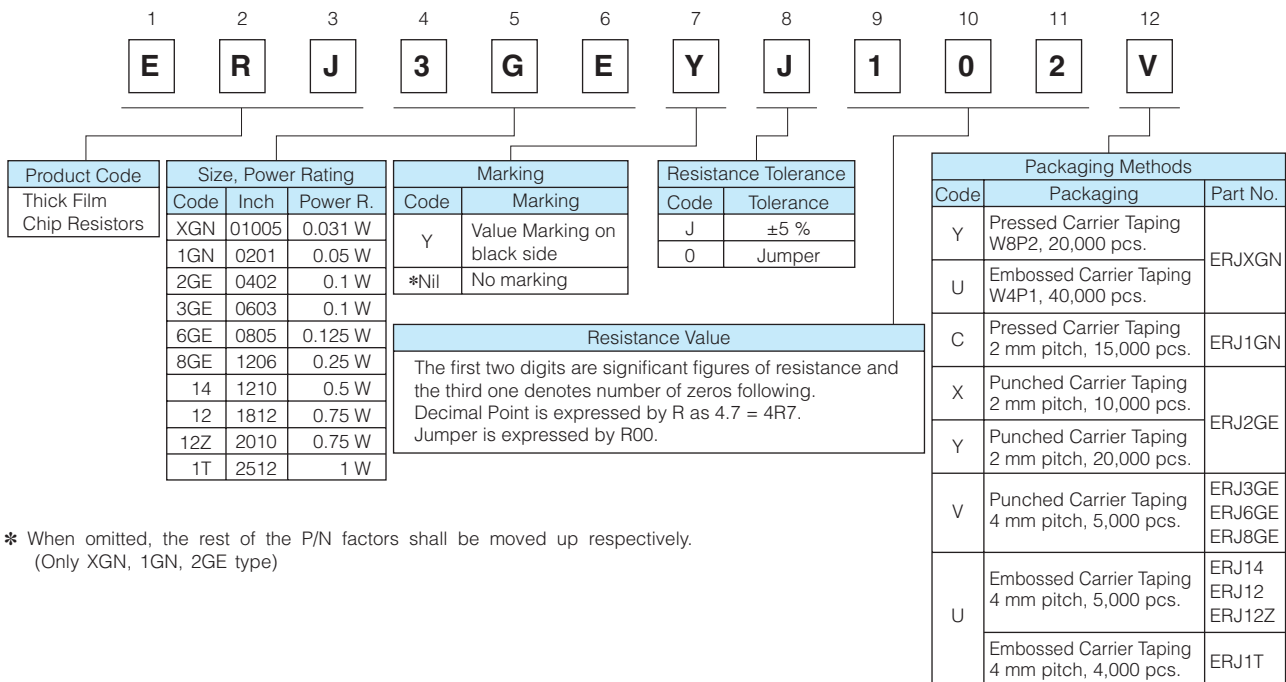 1 2 3 4 5 6 7 8 9 10 11 12
E R J 3 G E Y J 1 0 2 V
Product Code
Thick Film
Chip Resistors
Size, Power Rating
Code Inch Power R.
XGN 01005 0.031 W
1GN 0201 0.05 W
2GE 0402 0.1 W
3GE 0603 0.1 W
6GE 0805 0.125 W
8GE 1206 0.25 W
14 1210 0.5 W
12 1812 0.75 W
12Z 2010 0.75 W
1T 2512 1 W
Marking
Code Marking
Y Value Marking on
black side
✻Nil No marking
Resistance Tolerance
Code Tolerance
J ±5 %
0 Jumper
Resistance Value
The first two digits are significant figures of resistance and
the third one denotes number of zeros following.
Decimal Point is expressed by R as 4.7 = 4R7.
Jumper is expressed by R00.
Packaging Methods
Code Packaging Part No.
Y Pressed Carrier Taping
W8P2, 20,000 pcs.
ERJXGN
U Embossed Carrier Taping
W4P1, 40,000 pcs.
C Pressed Carrier Taping
2 mm pitch, 15,000 pcs.
ERJ1GN
X Punched Carrier Taping
2 mm pitch, 10,000 pcs.
ERJ2GE
Y Punched Carrier Taping
2 mm pitch, 20,000 pcs.
V Punched Carrier Taping
4 mm pitch, 5,000 pcs.
ERJ3GE
ERJ6GE
ERJ8GE
U Embossed Carrier Taping
4 mm pitch, 5,000 pcs.
ERJ14
ERJ12
ERJ12Z
Embossed Carrier Taping
4 mm pitch, 4,000 pcs.
ERJ1T
✻ When omitted, the rest of the P/N factors shall be moved up respectively.
(Only XGN, 1GN, 2GE type)